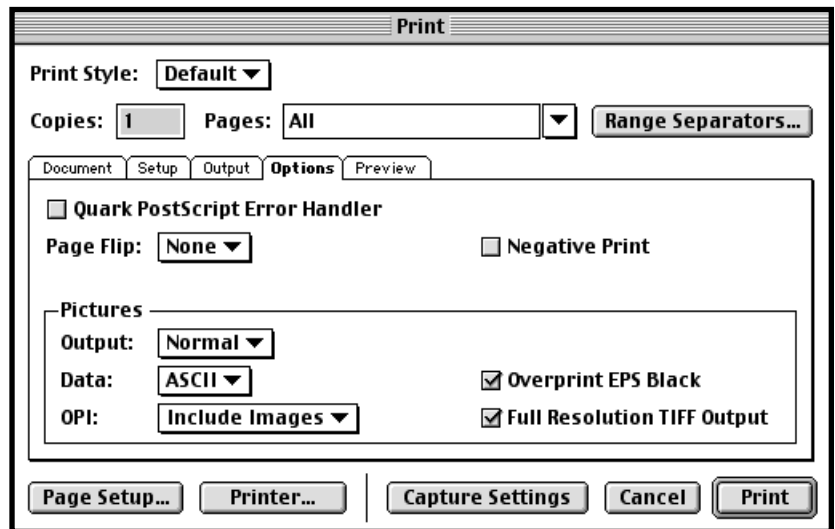 Print
Print Style: Default
Copies: 1 Pages: All Range Separators...
Document Setup Output Options Preview
Quark PostScript Error Handler
Page Flip: None Negative Print
Pictures
Output: Normal
Data: ASCII Overprint EPS Black
OPI: Include Images Full Resolution TIFF Output
Page Setup... Printer... Capture Settings Cancel Print